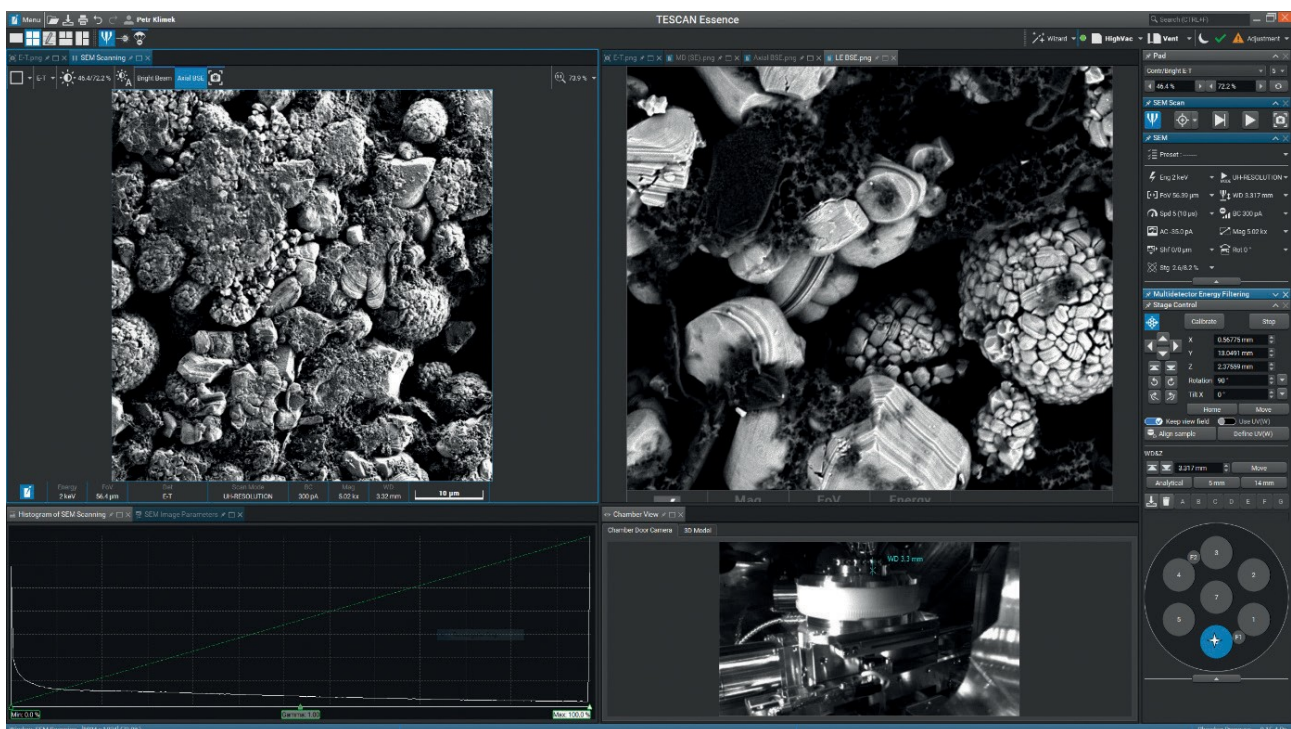 Menu Petr Klimek TESCAN Essence Search (CTRL+F)
Wizard HighVac Vent Adjustment
E-T.png SEM Scanning
E-T 46.4/72.2 % Bright Beam Axial BSE 73.9 %
Energy FoV Det Scan Mode BC Mag WD
2 keV 56.4 µm E-T UH-RESOLUTION 300 pA 5.02 kx 3.32 mm 10 µm
E-T.png MD (BE).png Axial BSE.png LE BSE.png
Mag FoV Energy
Histogram of SEM Scanning SEM Image Parameters
Min: 0.0 % Gamma: 1.00 Max: 100.0 %
Chamber View
Chamber Door Camera 3D Model
WD 3.3 mm
Pad
Contr/Bright E-T 5
46.4 % 72.2 %
SEM Scan
SEM
Preset:
Eng 2 keV UH-RESOLUTION
FoV 56.39 µm WD 3.317 mm
Spd 5 (10 µs) BC 300 pA
AC -35.0 pA Mag 5.02 kx
Shf 0/0 µm Rot 0°
Stg 2.6/8.2 %
Multidetector Energy Filtering
Stage Control
Calibrate Stop
X 0.56775 mm
Y 13.0491 mm
Z 2.37559 mm
Rotation 90°
Tilt X 0°
Home Move
Keep view field Use UV(W)
Align sample Define UV(W)
WD&Z
3.317 mm Move
Analytical 5 mm 14 mm
A B C D E F G
3
F2
4 2
7
5 1
F1